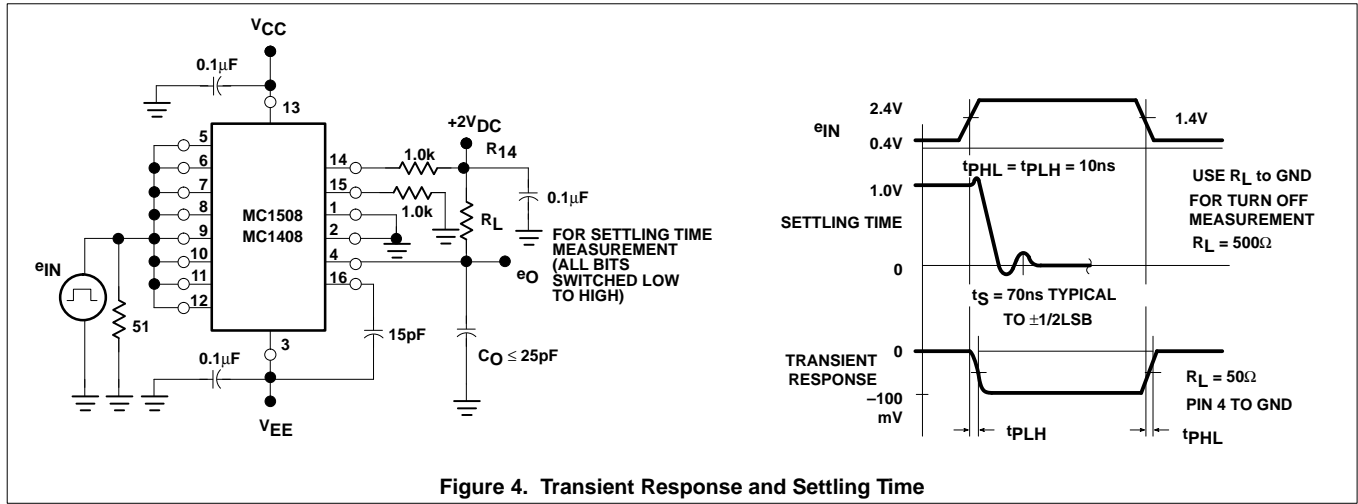 VCC
0.1µF
13
5
6
7
8
9
10
11
12
MC1508
MC1408
14
15
1
2
4
16
3
1.0k
1.0k
+2VDC
R14
0.1µF
RL
eO
FOR SETTLING TIME
MEASUREMENT
(ALL BITS
SWITCHED LOW
TO HIGH)
eIN
51
15pF
CO ≤ 25pF
0.1µF
VEE
eIN
2.4V
0.4V
1.4V
tPHL = tPLH = 10ns
1.0V
SETTLING TIME
0
USE RL to GND
FOR TURN OFF
MEASUREMENT
RL = 500Ω
tS = 70ns TYPICAL
TO ±1/2LSB
TRANSIENT
RESPONSE
0
–100
mV
RL = 50Ω
PIN 4 TO GND
tPLH
tPHL
Figure 4. Transient Response and Settling Time